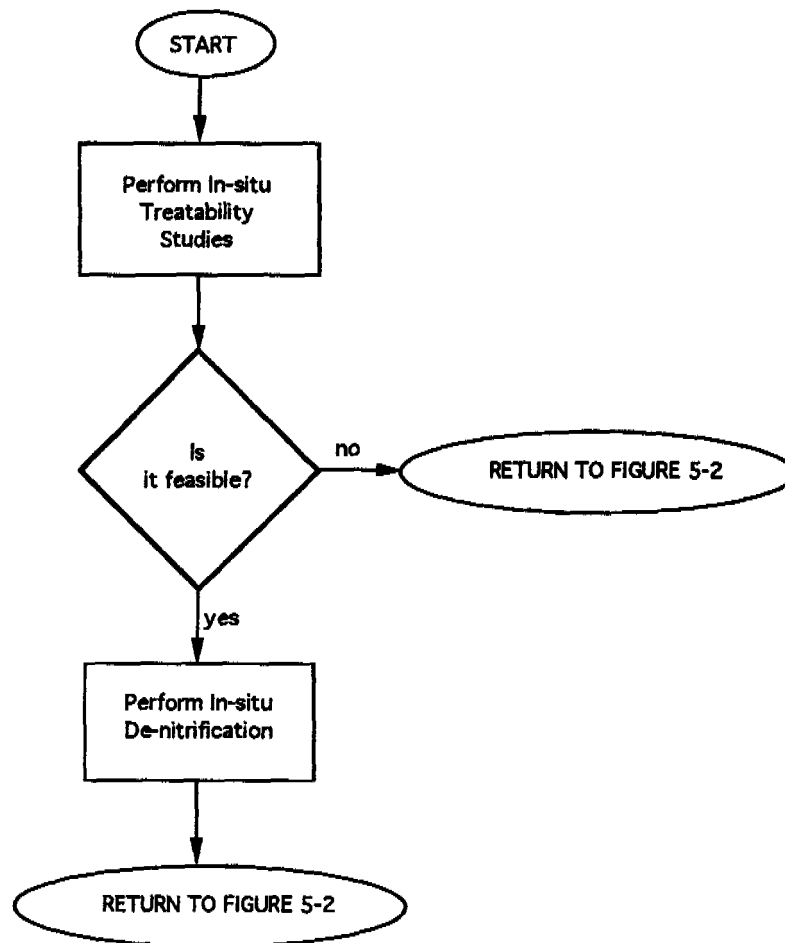 START
Perform In-situ
Treatability
Studies
Is
it feasible?
no
RETURN TO FIGURE 5-2
yes
Perform In-situ
De-nitrification
RETURN TO FIGURE 5-2